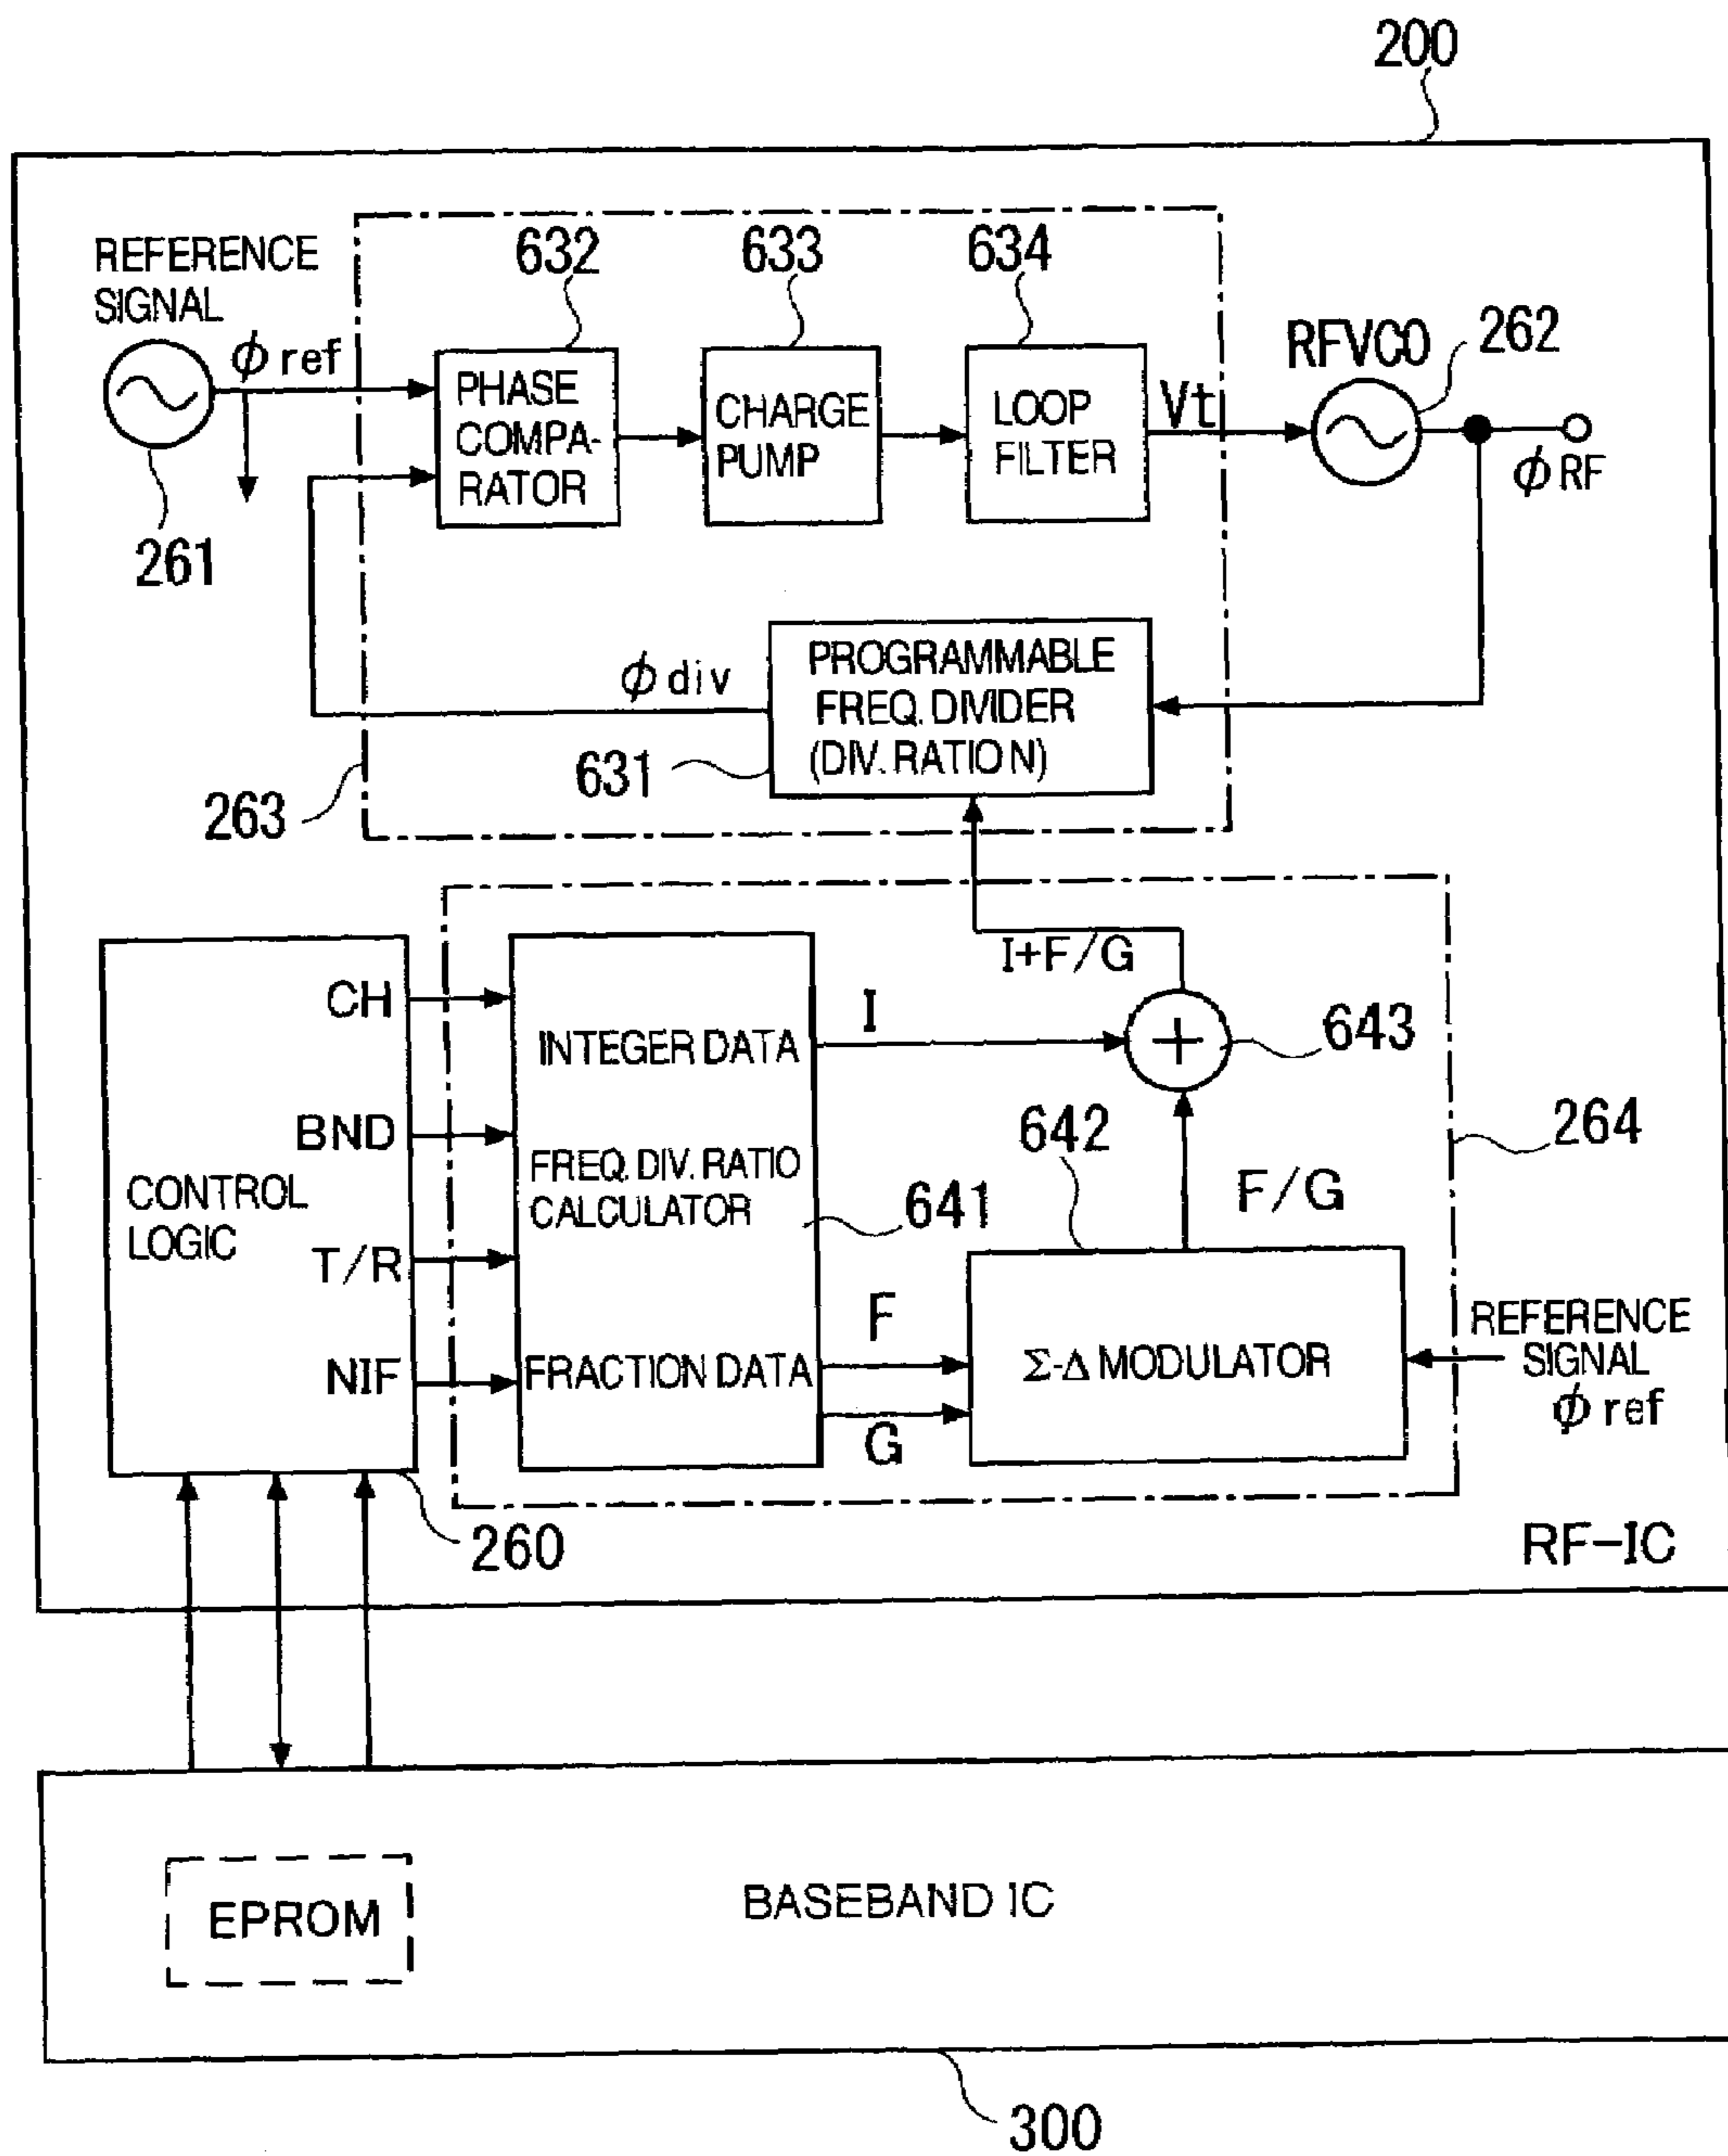 200
REFERENCE
SIGNAL
ϕ ref
632
633
634
RFVCO
262
PHASE
COMPA-
RATOR
CHARGE
PUMP
LOOP
FILTER
Vt
ϕ RF
261
ϕ div
PROGRAMMABLE
FREQ. DIVIDER
(DIV. RATION)
631
263
I+F/G
CH
INTEGER DATA
I
643
BND
642
264
CONTROL
LOGIC
FREQ. DIV. RATIO
CALCULATOR
641
F/G
T/R
F
NIF
FRACTION DATA
Σ-Δ MODULATOR
REFERENCE
SIGNAL
ϕ ref
G
260
RF-IC
EPROM
BASEBAND IC
300